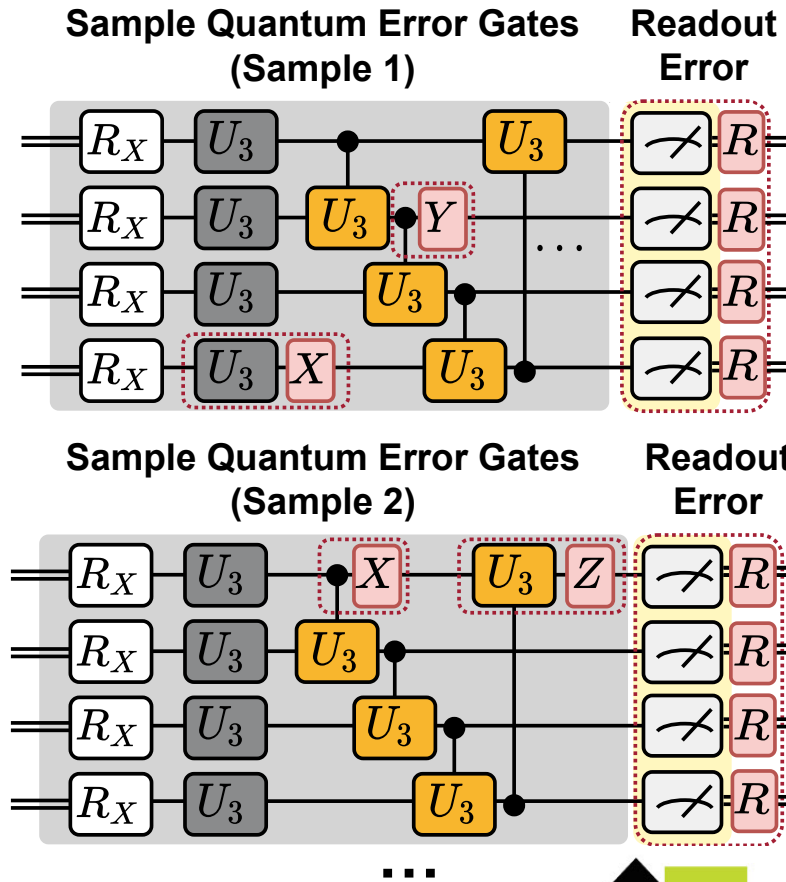 Sample Quantum Error Gates Readout
(Sample 1) Error
R_X U_3 U_3 R
R_X U_3 U_3 Y R
...
R_X U_3 U_3 R
R_X U_3 X U_3 R
Sample Quantum Error Gates Readout
(Sample 2) Error
R_X U_3 X U_3 Z R
R_X U_3 U_3 R
R_X U_3 U_3 R
R_X U_3 U_3 R
...